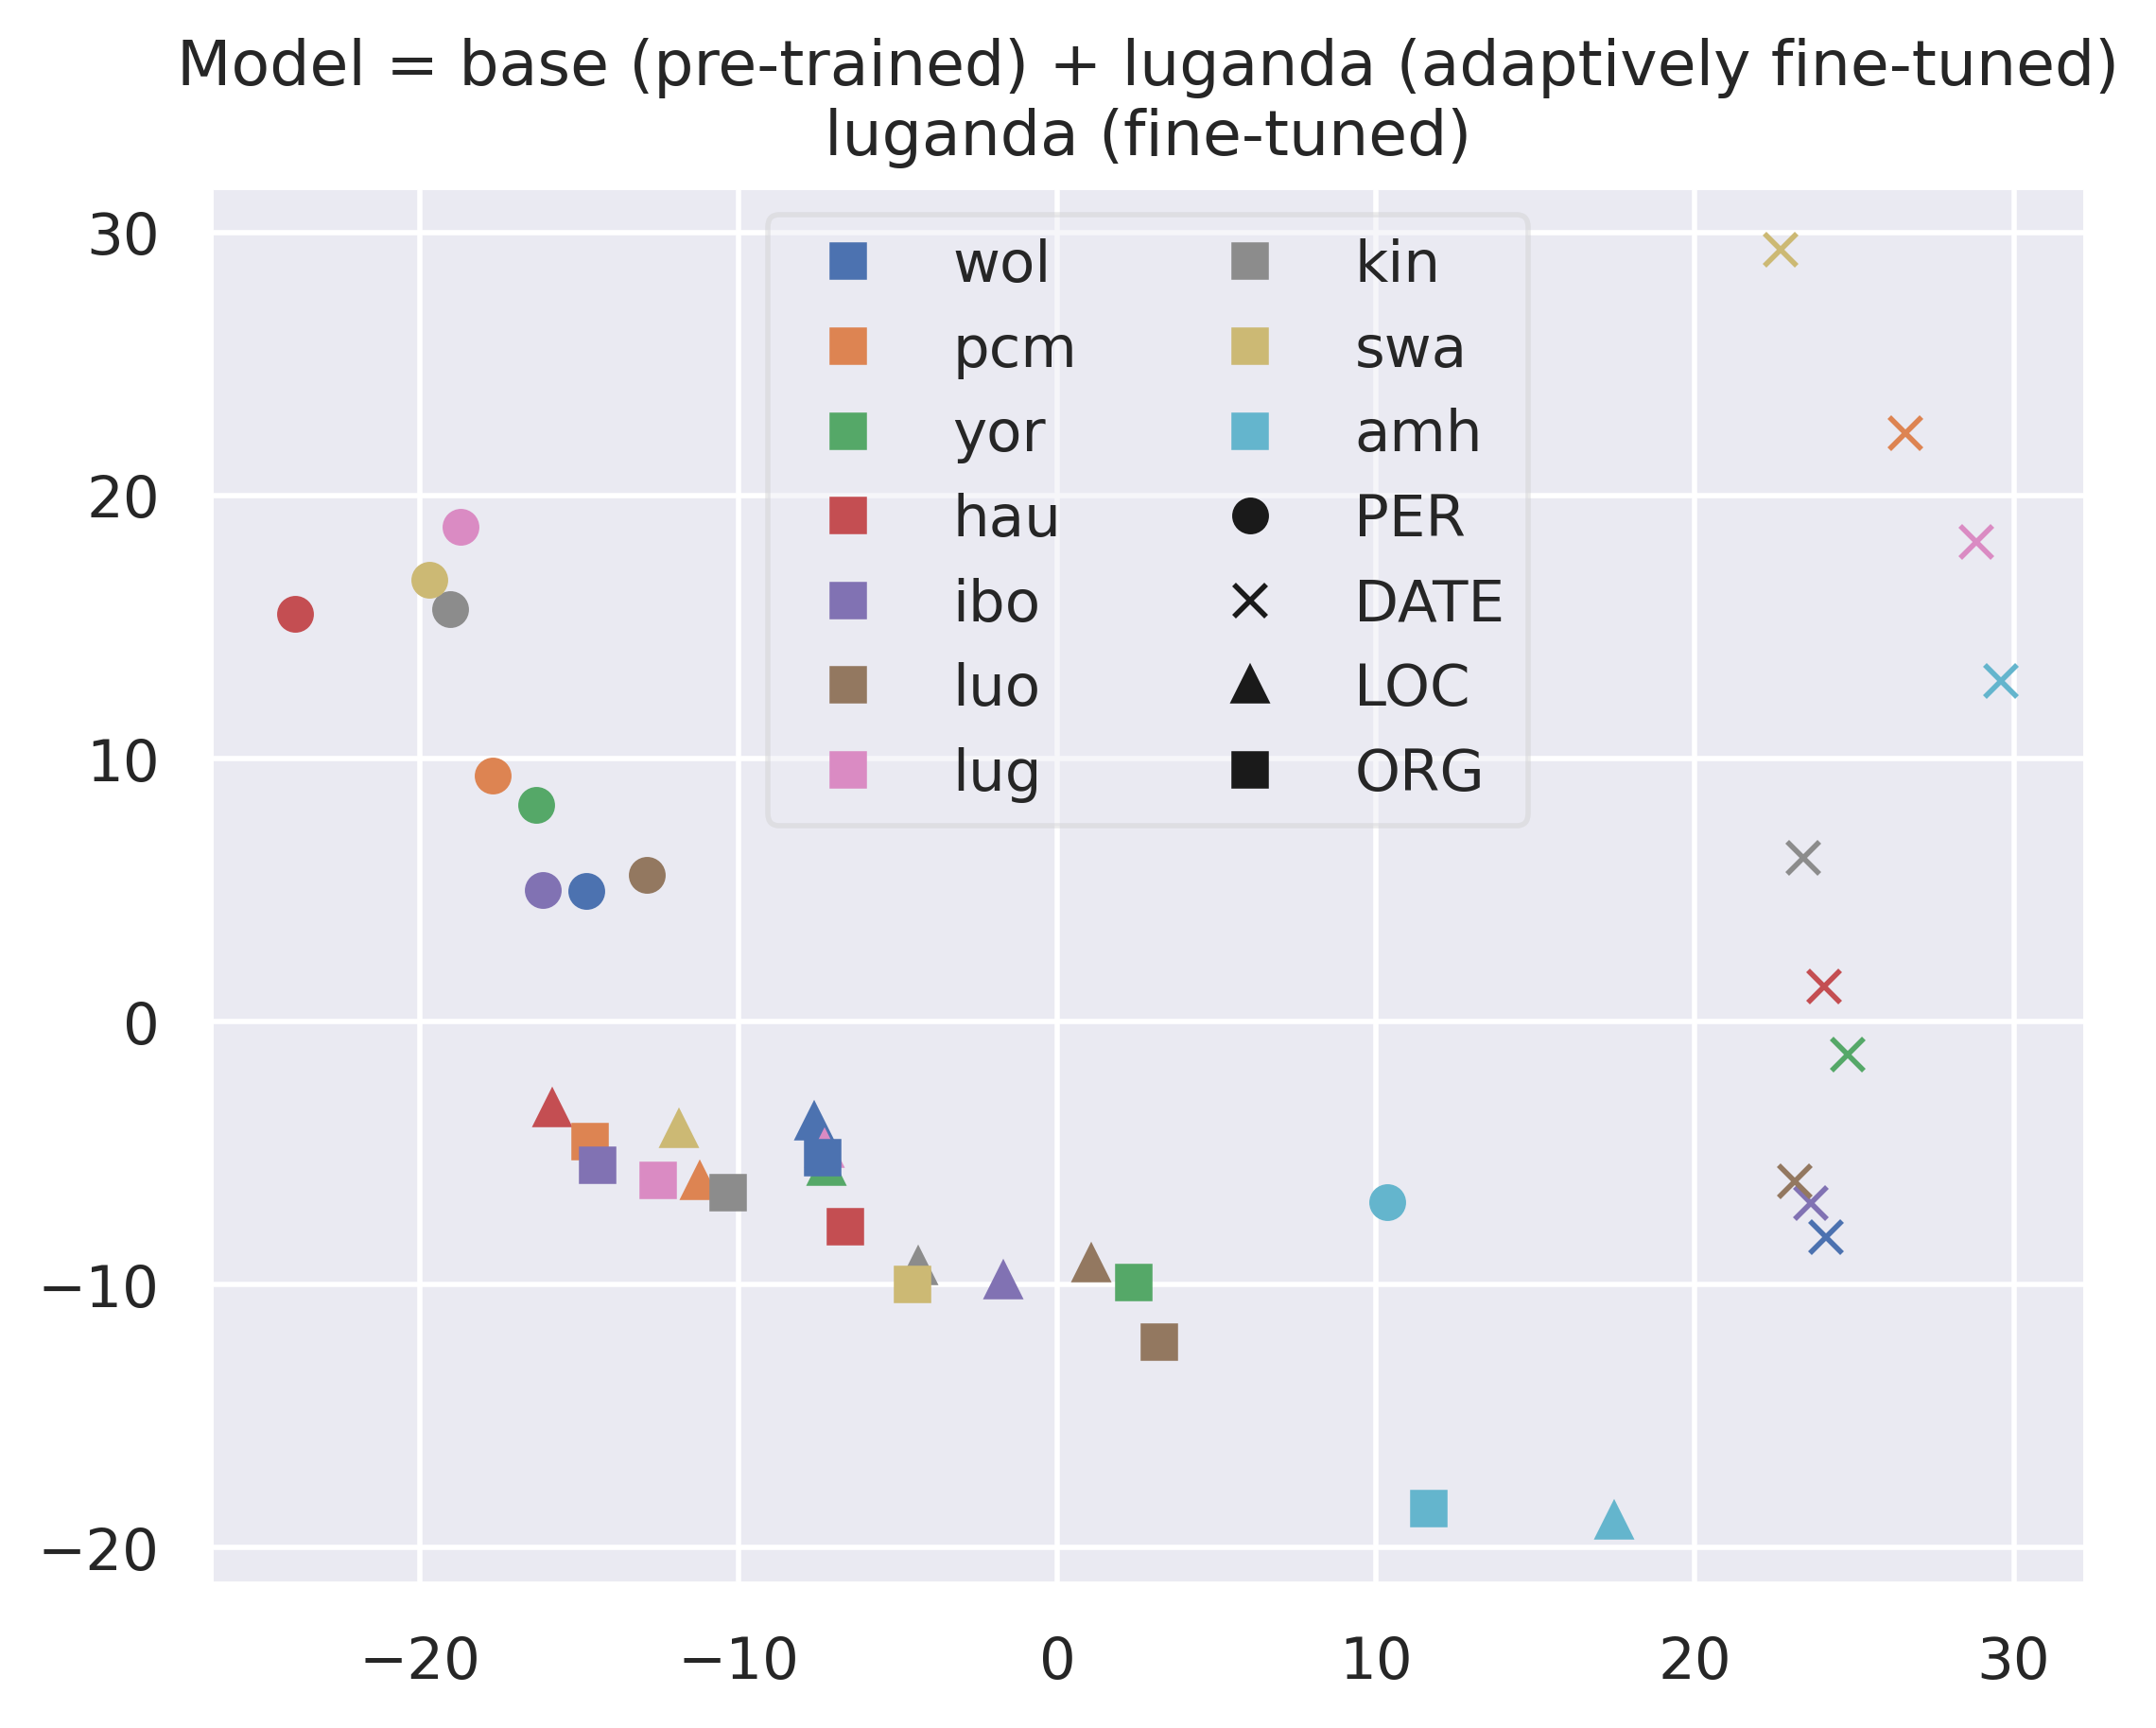 Model = base (pre-trained) + luganda (adaptively fine-tuned)
luganda (fine-tuned)
30
20
10
0
−10
−20
wol
pcm
yor
hau
ibo
luo
lug
kin
swa
amh
PER
DATE
LOC
ORG
−20
−10
0
10
20
30